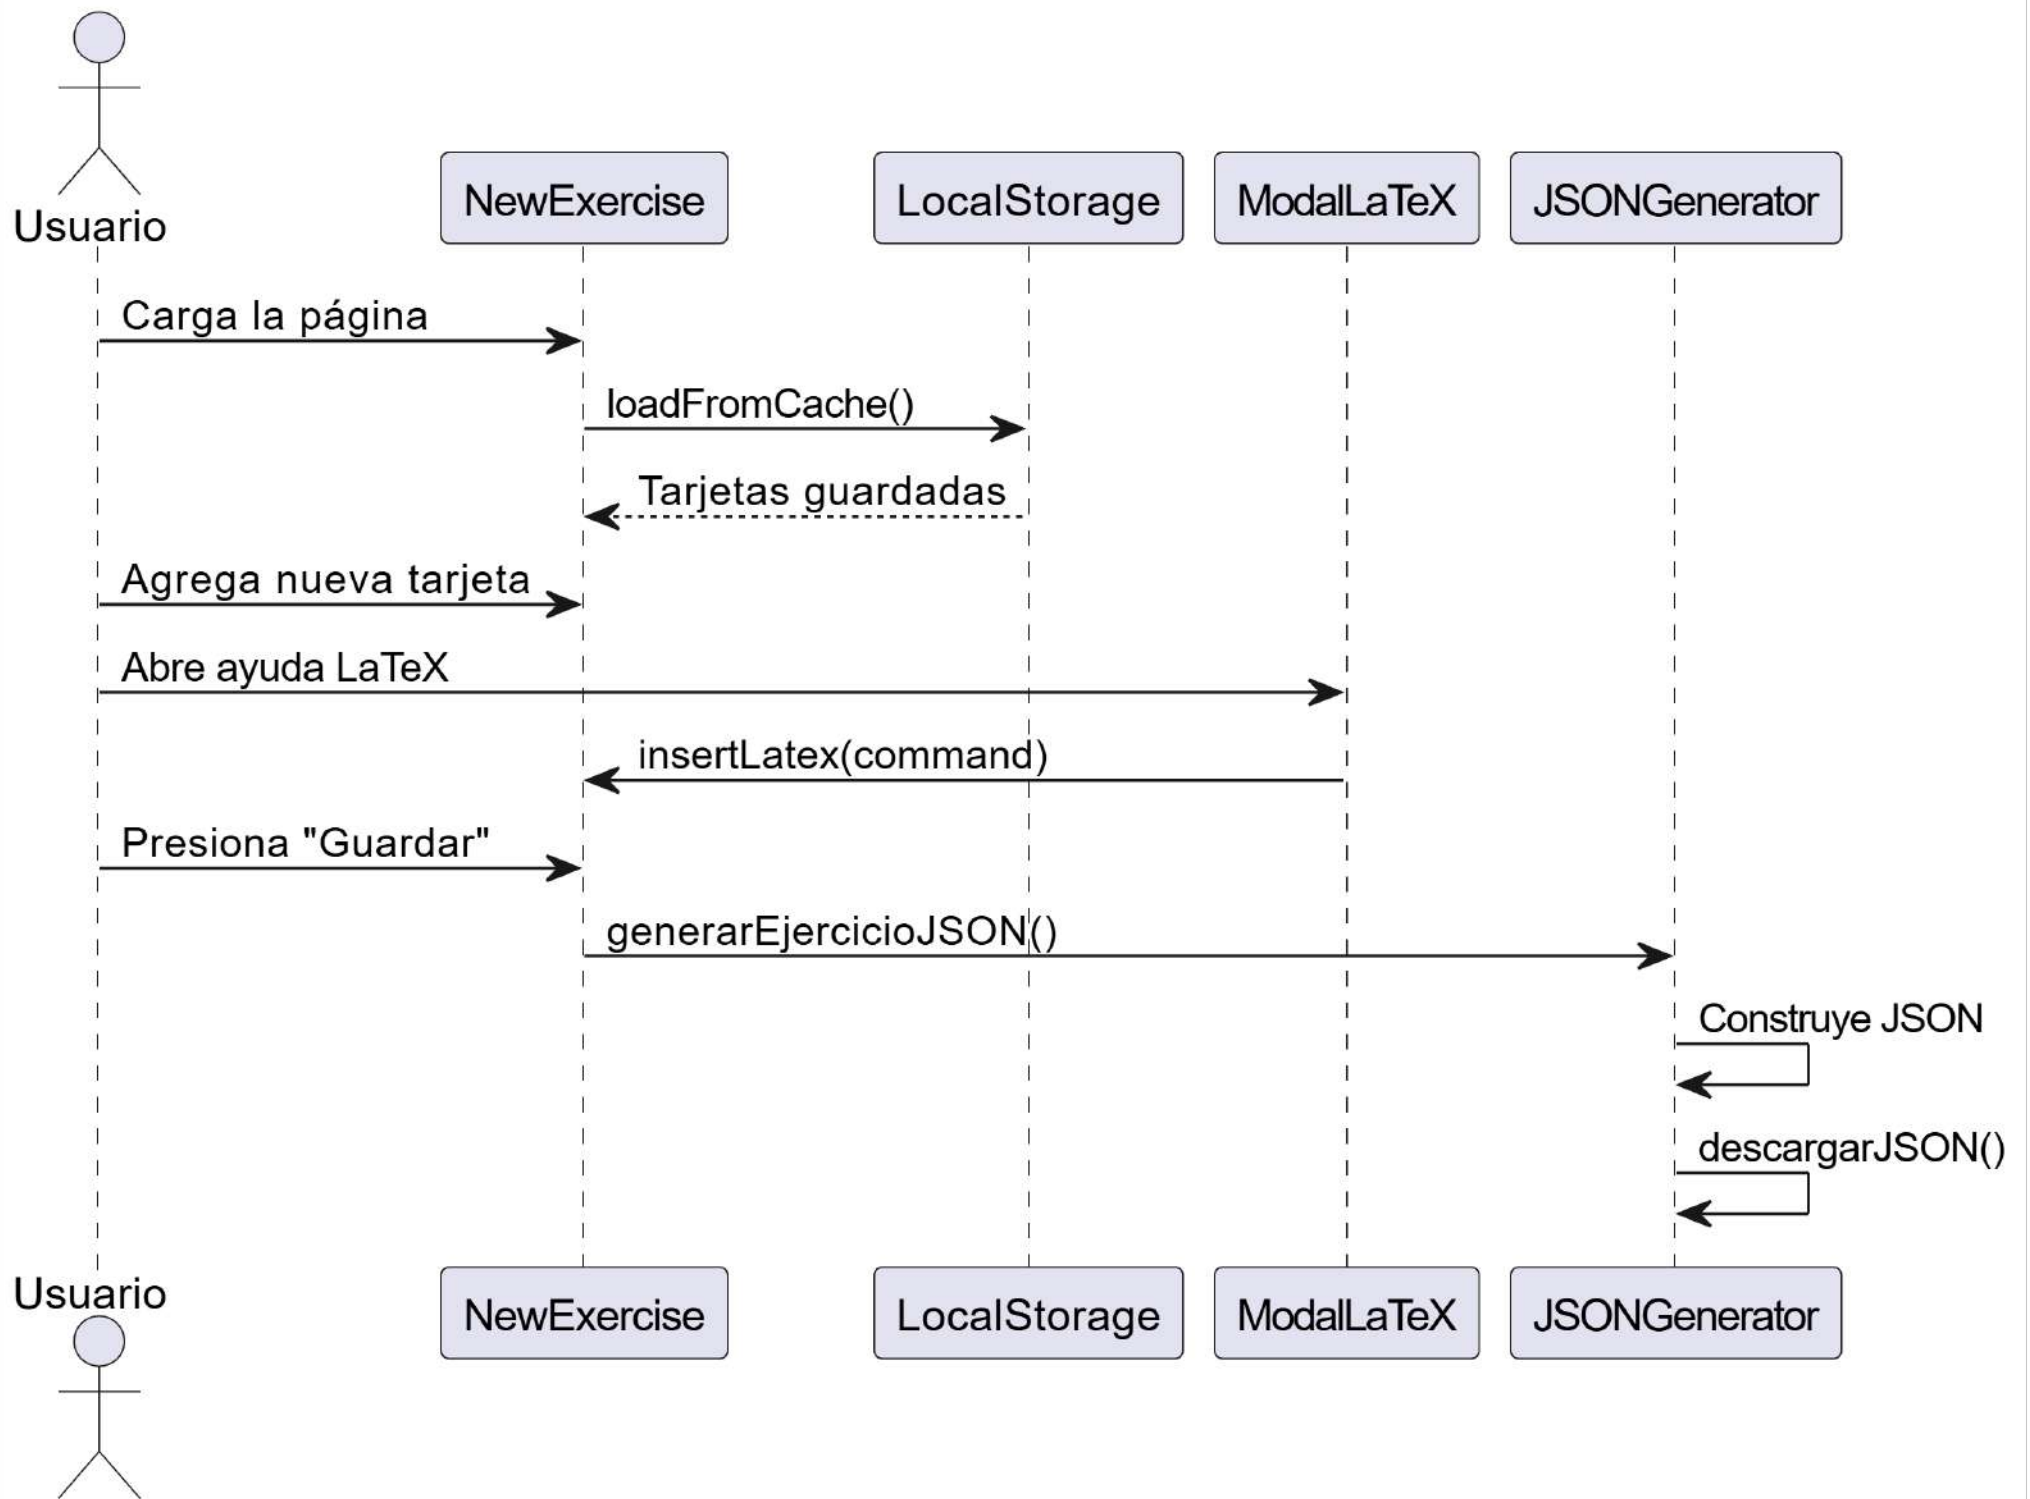 Usuario
NewExercise
LocalStorage
ModalLaTeX
JSONGenerator
Carga la página
loadFromCache()
Tarjetas guardadas
Agrega nueva tarjeta
Abre ayuda LaTeX
insertLatex(command)
Presiona "Guardar"
generarEjercicioJSON()
Construye JSON
descargarJSON()
Usuario
NewExercise
LocalStorage
ModalLaTeX
JSONGenerator